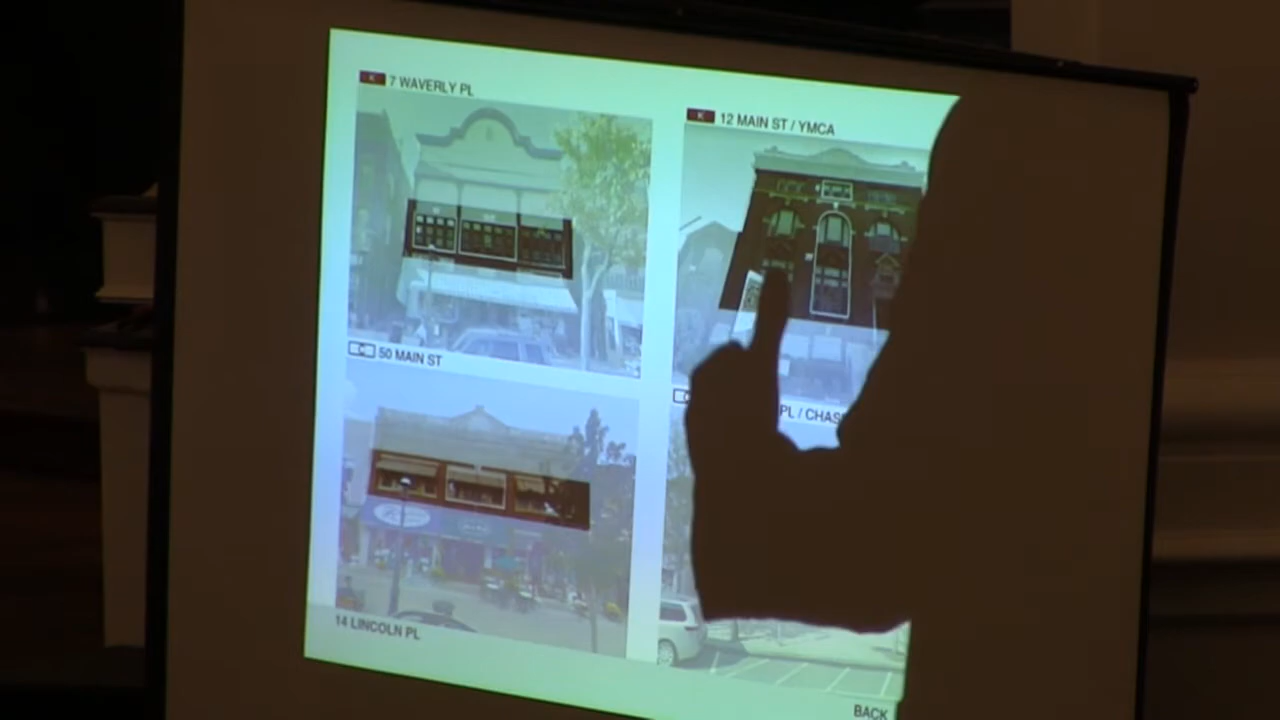 K 7 WAVERLY PL
K 12 MAIN ST / YMCA
C 50 MAIN ST
PL / CHAS
14 LINCOLN PL
BACK